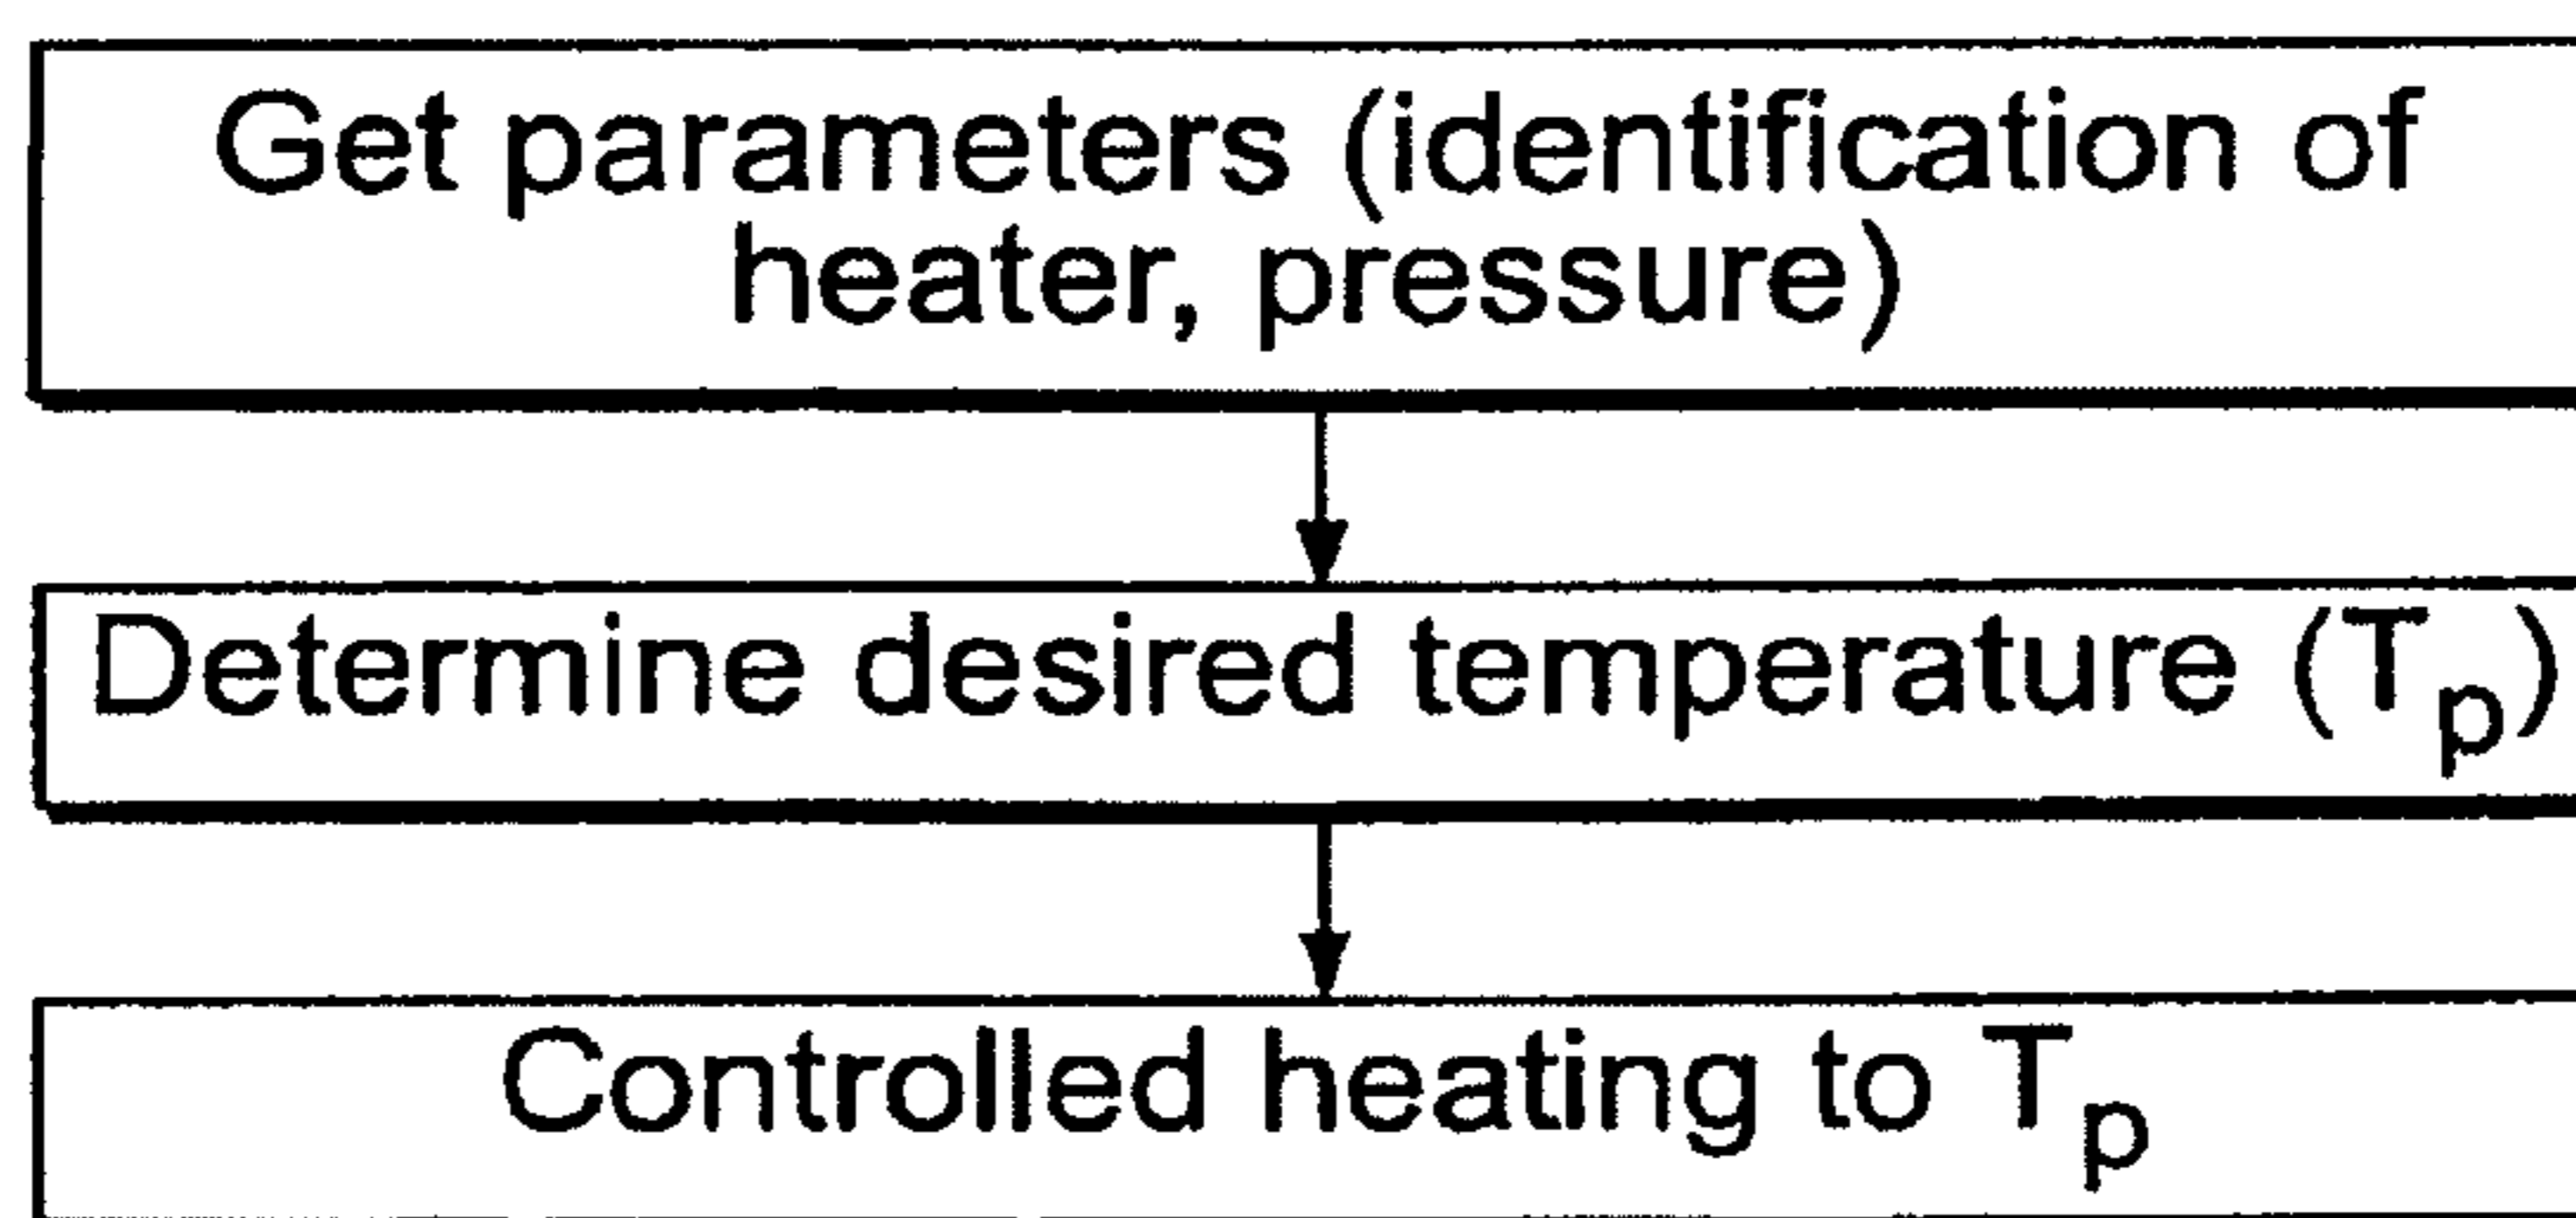 Get parameters (identification of
heater, pressure)
Determine desired temperature (Tp)
Controlled heating to Tp